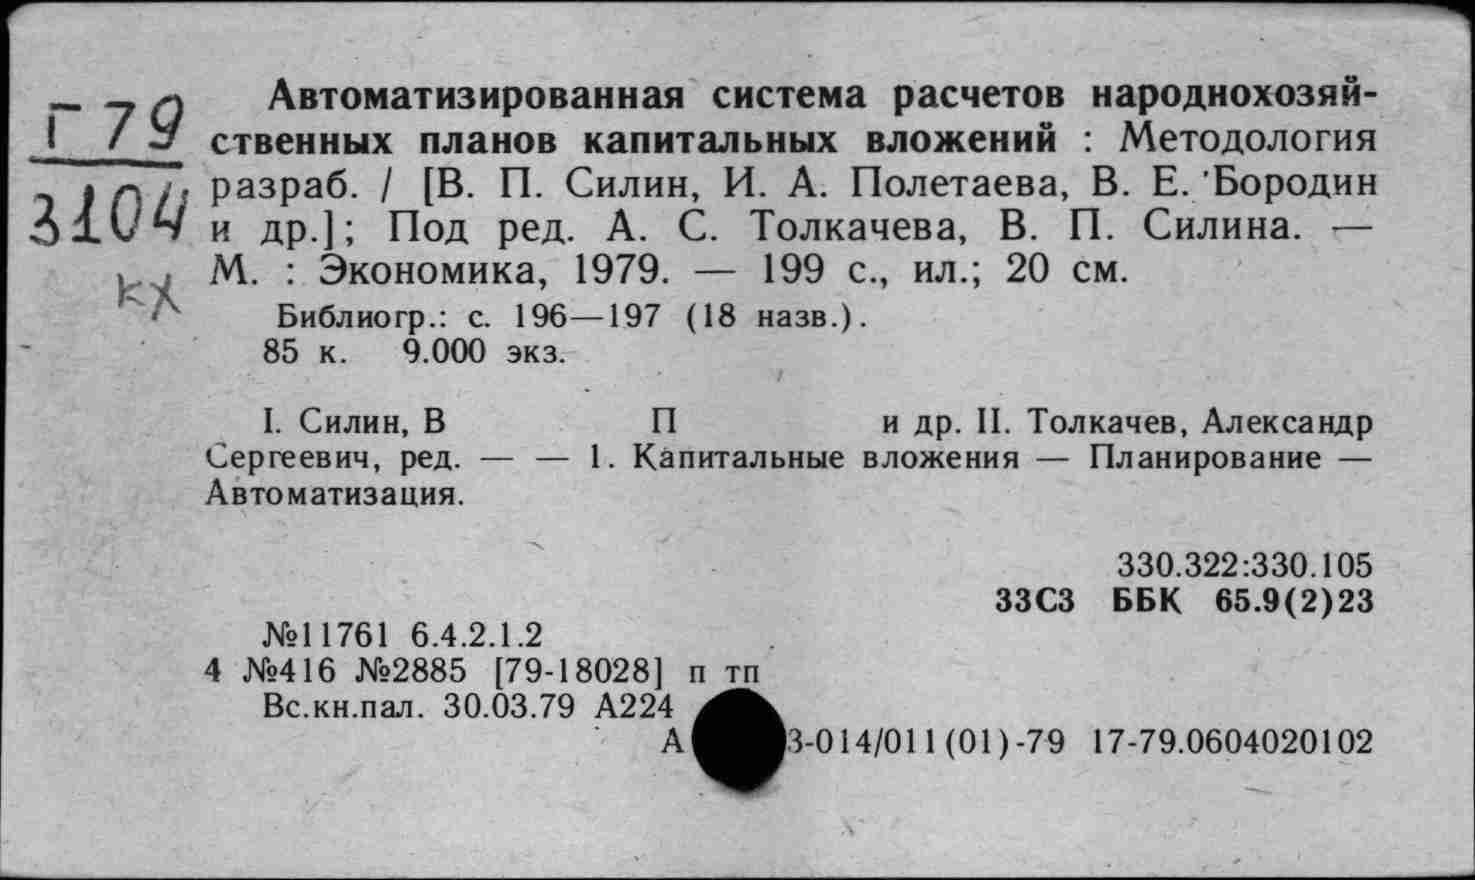 Г 79
3104
кх
Автоматизированная система расчетов народнохозяй-
ственных планов капитальных вложений : Методология
разраб. / [В. П. Силин, И. А. Полетаева, В. Е. Бородин
и др.]; Под ред. А. С. Толкачева, В. П. Силина. —
М. : Экономика, 1979. — 199 с., ил.; 20 см.
Библиогр.: с. 196—197 (18 назв.).
85 к. 9.000 экз.
I. Силин, В П и др. II. Толкачев, Александр
Сергеевич, ред. — — 1. Капитальные вложения — Планирование —
Автоматизация.
330.322:330.105
33С3 ББК 65.9(2)23
№11761 6.4.2.1.2
4 №416 №2885 [79-18028] п тп
Вс.кн.пал. 30.03.79 А224
А 3-014/011(01)-79 17-79.0604020102